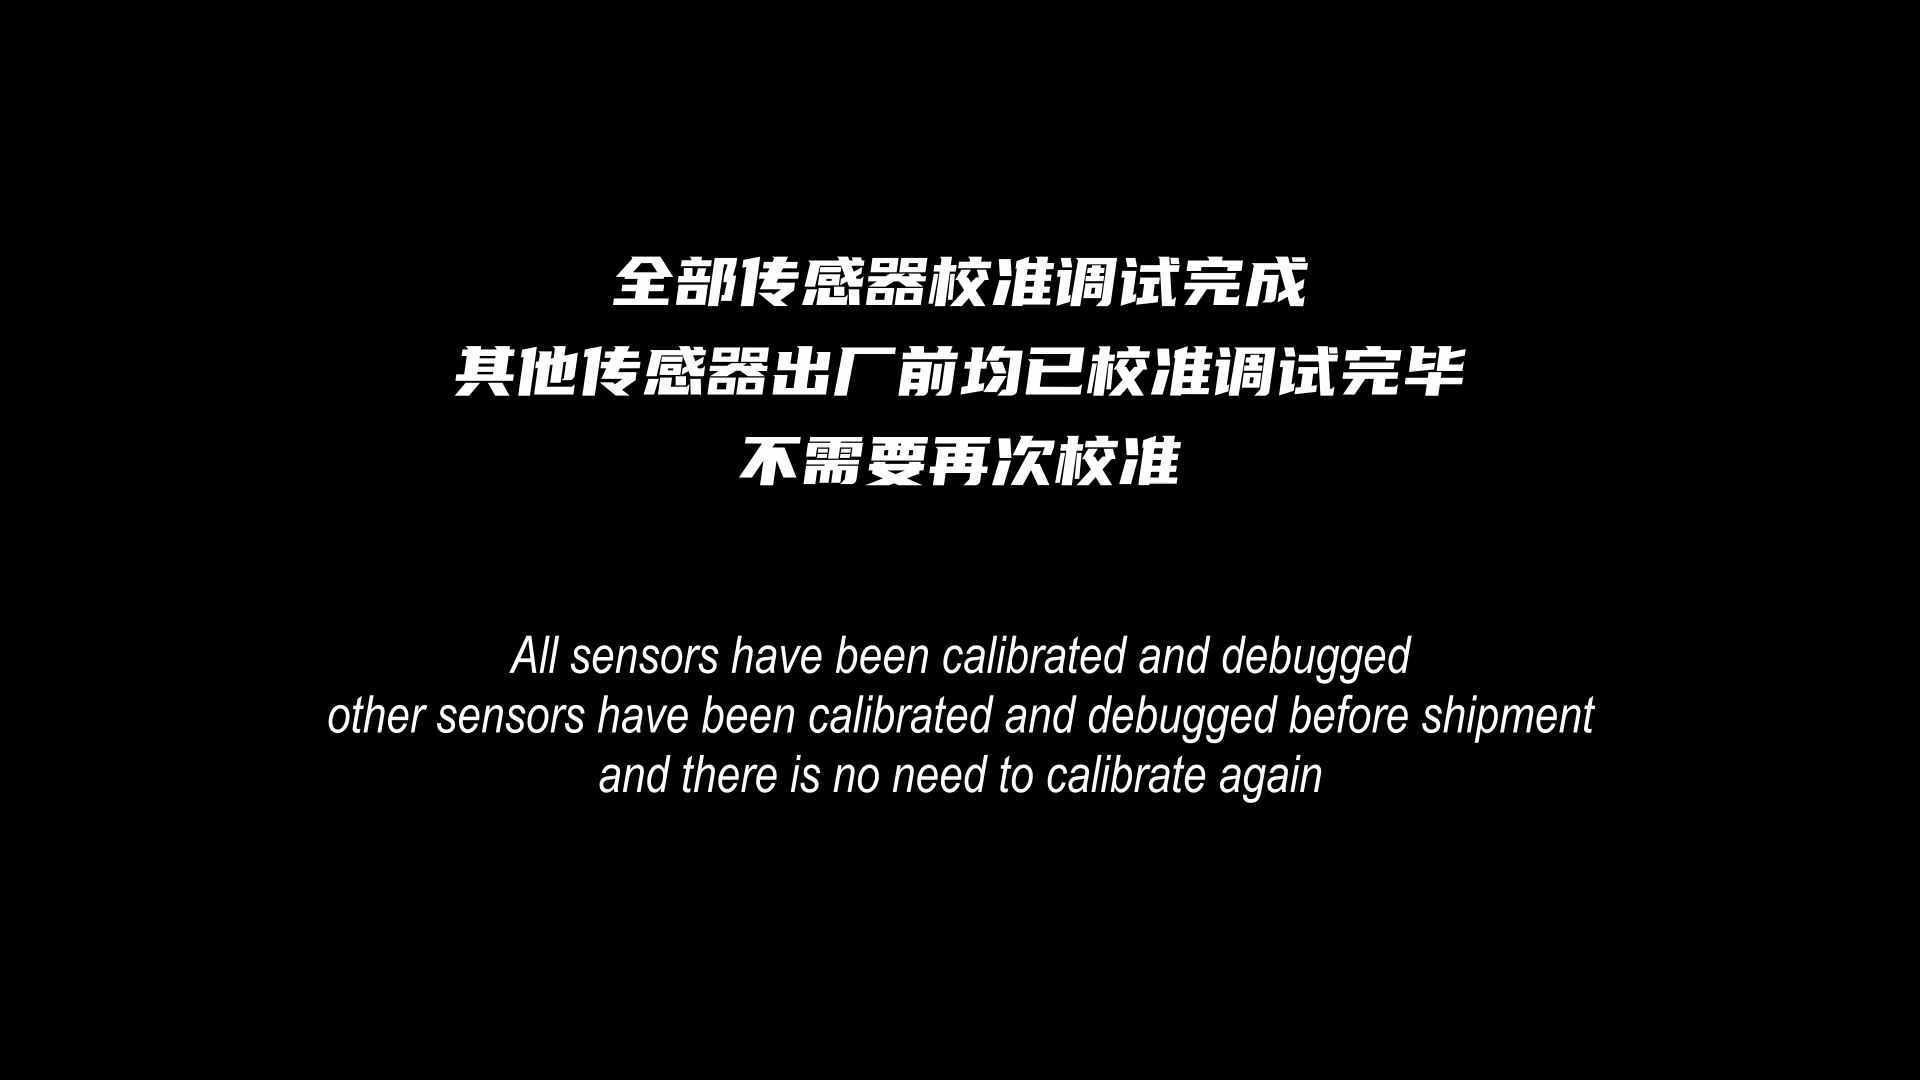 全部传感器校准调试完成
其他传感器出厂前均已校准调试完毕
不需要再次校准
All sensors have been calibrated and debugged
other sensors have been calibrated and debugged before shipment
and there is no need to calibrate again